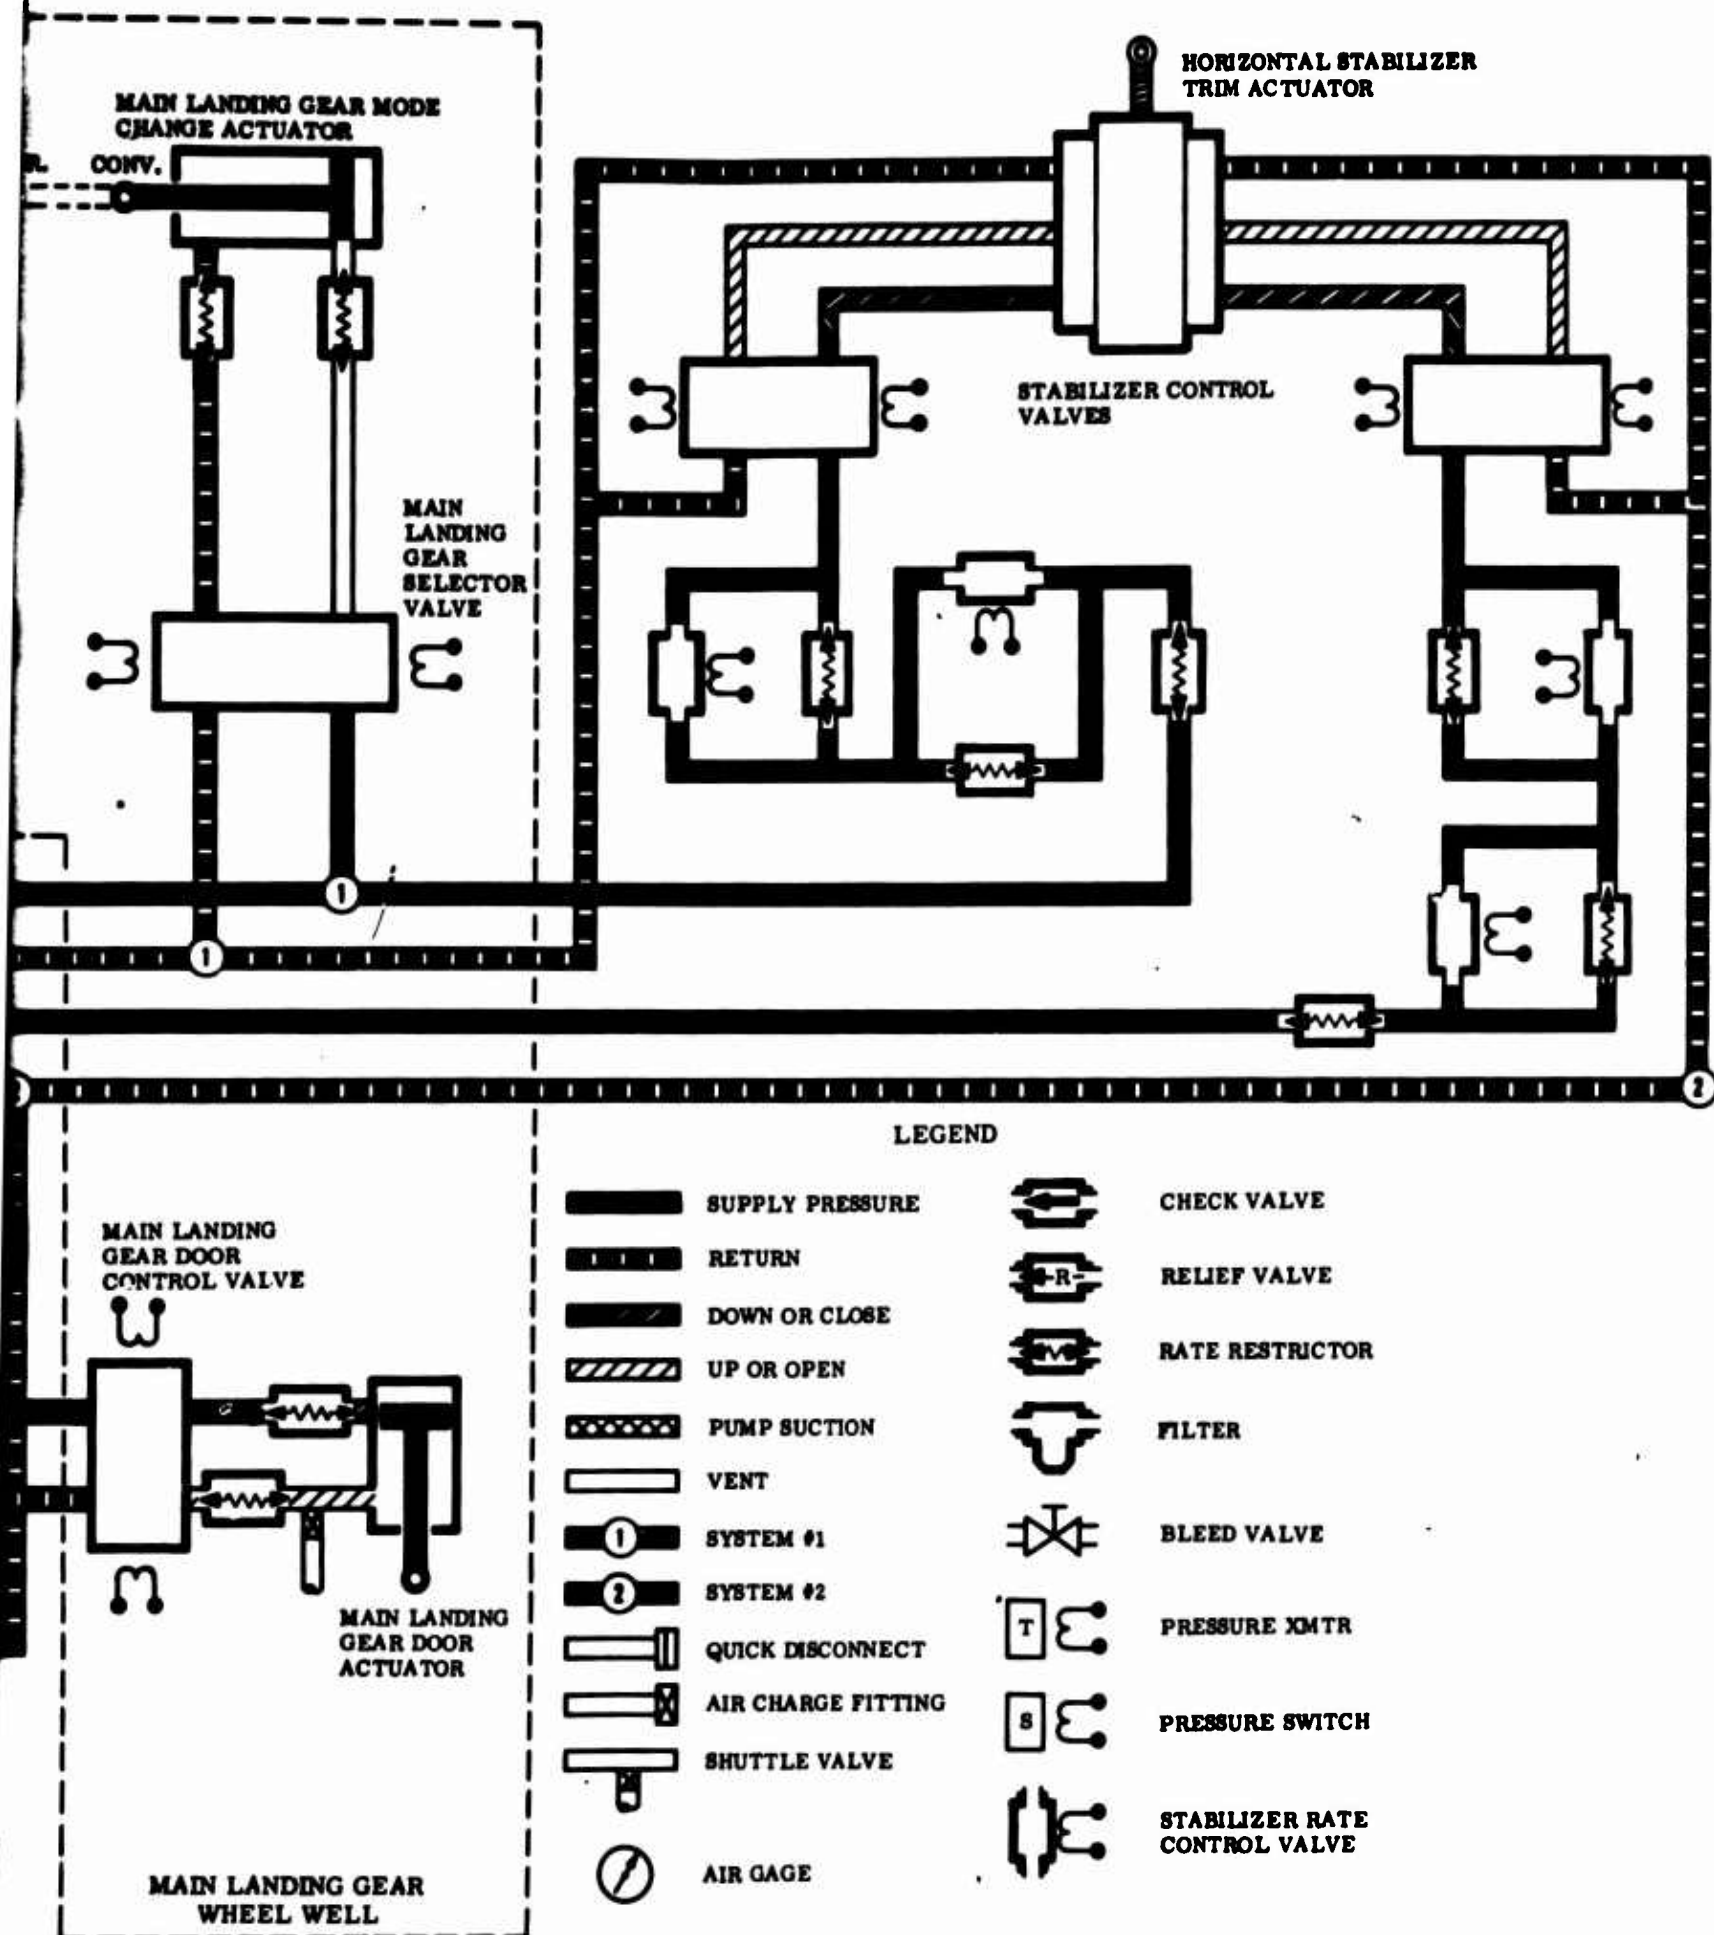 HORIZONTAL STABILIZER
TRIM ACTUATOR
MAIN LANDING GEAR MODE
CHANGE ACTUATOR
R. CONV.
STABILIZER CONTROL
VALVES
MAIN
LANDING
GEAR
SELECTOR
VALVE
1
1
2
LEGEND
SUPPLY PRESSURE
RETURN
DOWN OR CLOSE
UP OR OPEN
PUMP SUCTION
VENT
1 SYSTEM #1
2 SYSTEM #2
QUICK DISCONNECT
AIR CHARGE FITTING
SHUTTLE VALVE
AIR GAGE
CHECK VALVE
R RELIEF VALVE
RATE RESTRICTOR
FILTER
BLEED VALVE
T PRESSURE XMTR
S PRESSURE SWITCH
STABILIZER RATE
CONTROL VALVE
MAIN LANDING
GEAR DOOR
CONTROL VALVE
MAIN LANDING
GEAR DOOR
ACTUATOR
MAIN LANDING GEAR
WHEEL WELL